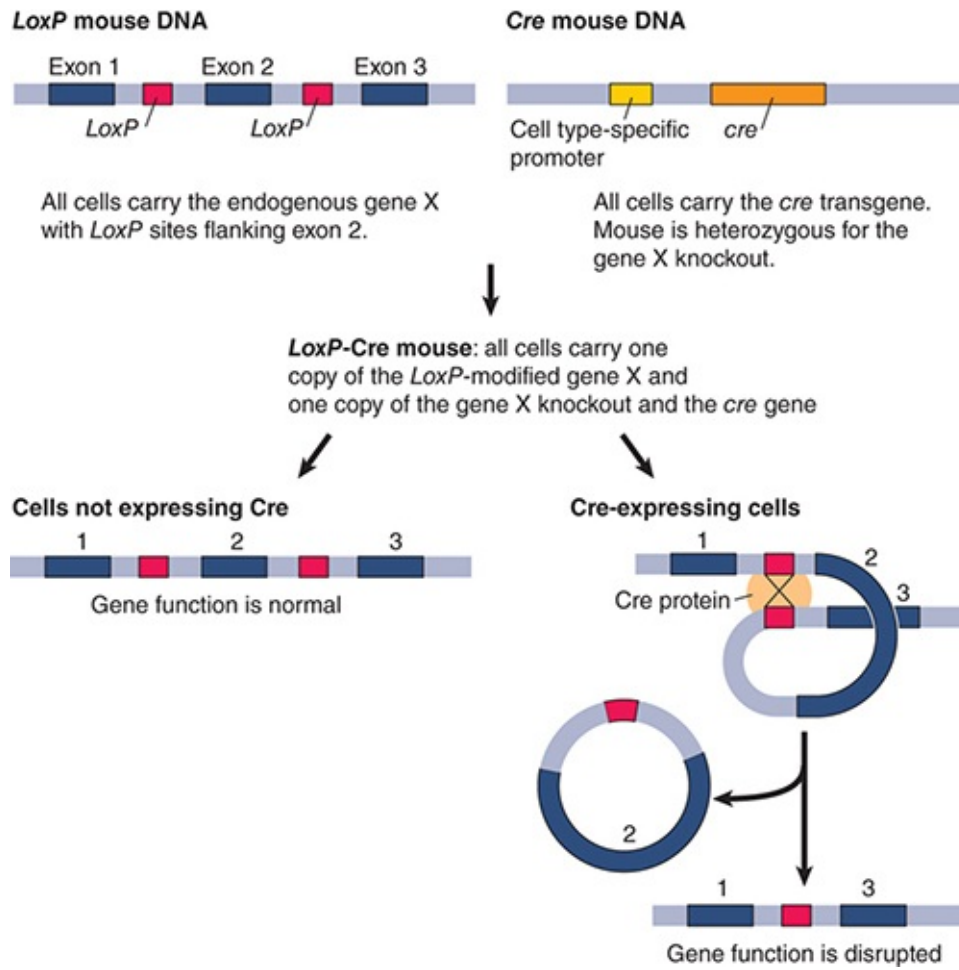 LoxP mouse DNA
Exon 1 Exon 2 Exon 3
LoxP LoxP
All cells carry the endogenous gene X
with LoxP sites flanking exon 2.
Cre mouse DNA
Cell type-specific
promoter
cre
All cells carry the cre transgene.
Mouse is heterozygous for the
gene X knockout.
LoxP-Cre mouse: all cells carry one
copy of the LoxP-modified gene X and
one copy of the gene X knockout and the cre gene
Cells not expressing Cre
1 2 3
Gene function is normal
Cre-expressing cells
1
2
3
Cre protein
2
1 3
Gene function is disrupted